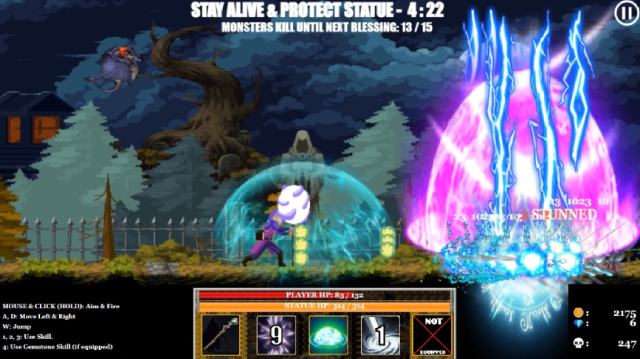 STAY ALIVE & PROTECT STATUE - 4 : 22
MONSTERS KILL UNTIL NEXT BLESSING: 13 / 15
STUNNED
MOUSE & CLICK (HOLD): Aim & Fire
A, D: Move Left & Right
W: Jump
1, 2, 3: Use Skill.
4: Use Gemstone Skill (if equipped)
PLAYER HP: 83 / 132
STATUE HP: 314 / 314
9
1
NOT
EQUIPPED
2175
6
247